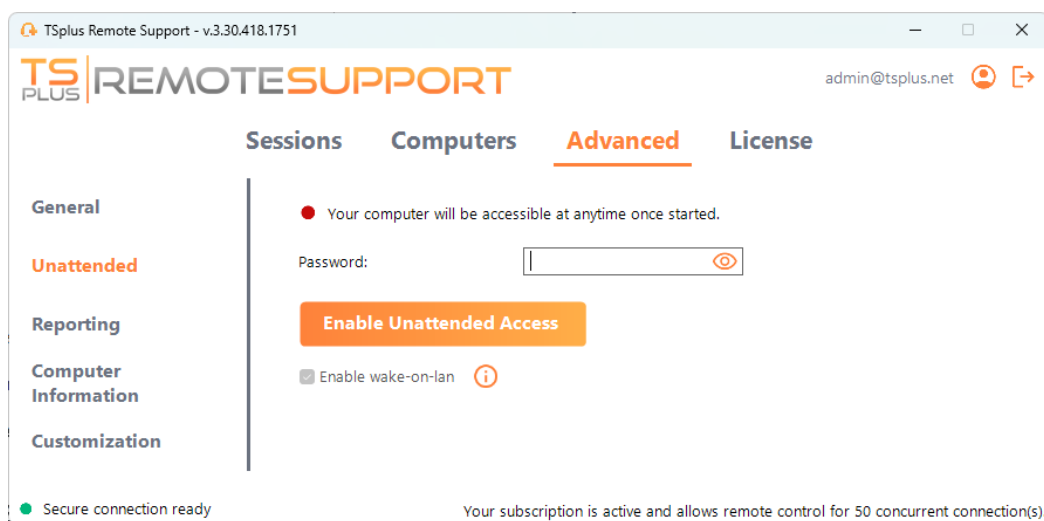 TSplus Remote Support - v.3.30.418.1751
TS PLUS REMOTESUPPORT
admin@tsplus.net
Sessions Computers Advanced License
General
Unattended
Reporting
Computer
Information
Customization
Your computer will be accessible at anytime once started.
Password:
Enable Unattended Access
Enable wake-on-lan
Secure connection ready
Your subscription is active and allows remote control for 50 concurrent connection(s)